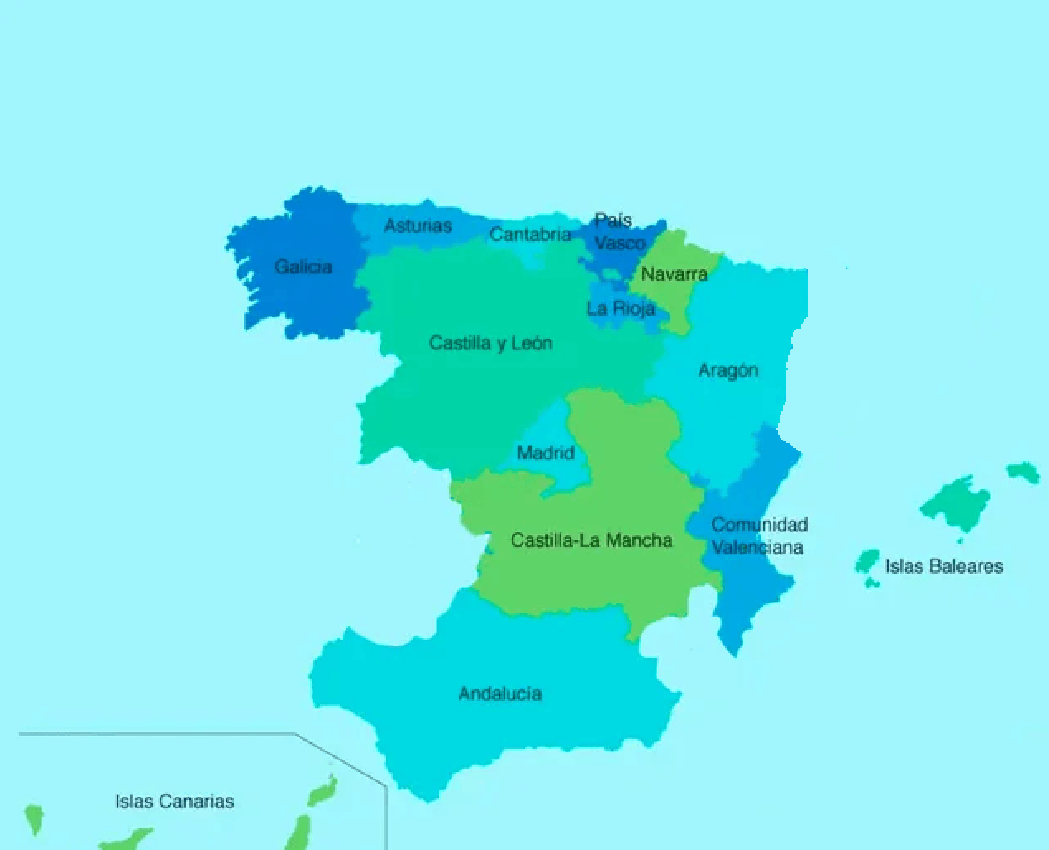 Asturias
Cantabria
País
Vasco
Galicia
Navarra
La Rioja
Castilla y León
Aragón
Madrid
Castilla-La Mancha
Comunidad
Valenciana
Islas Baleares
Andalucía
Islas Canarias